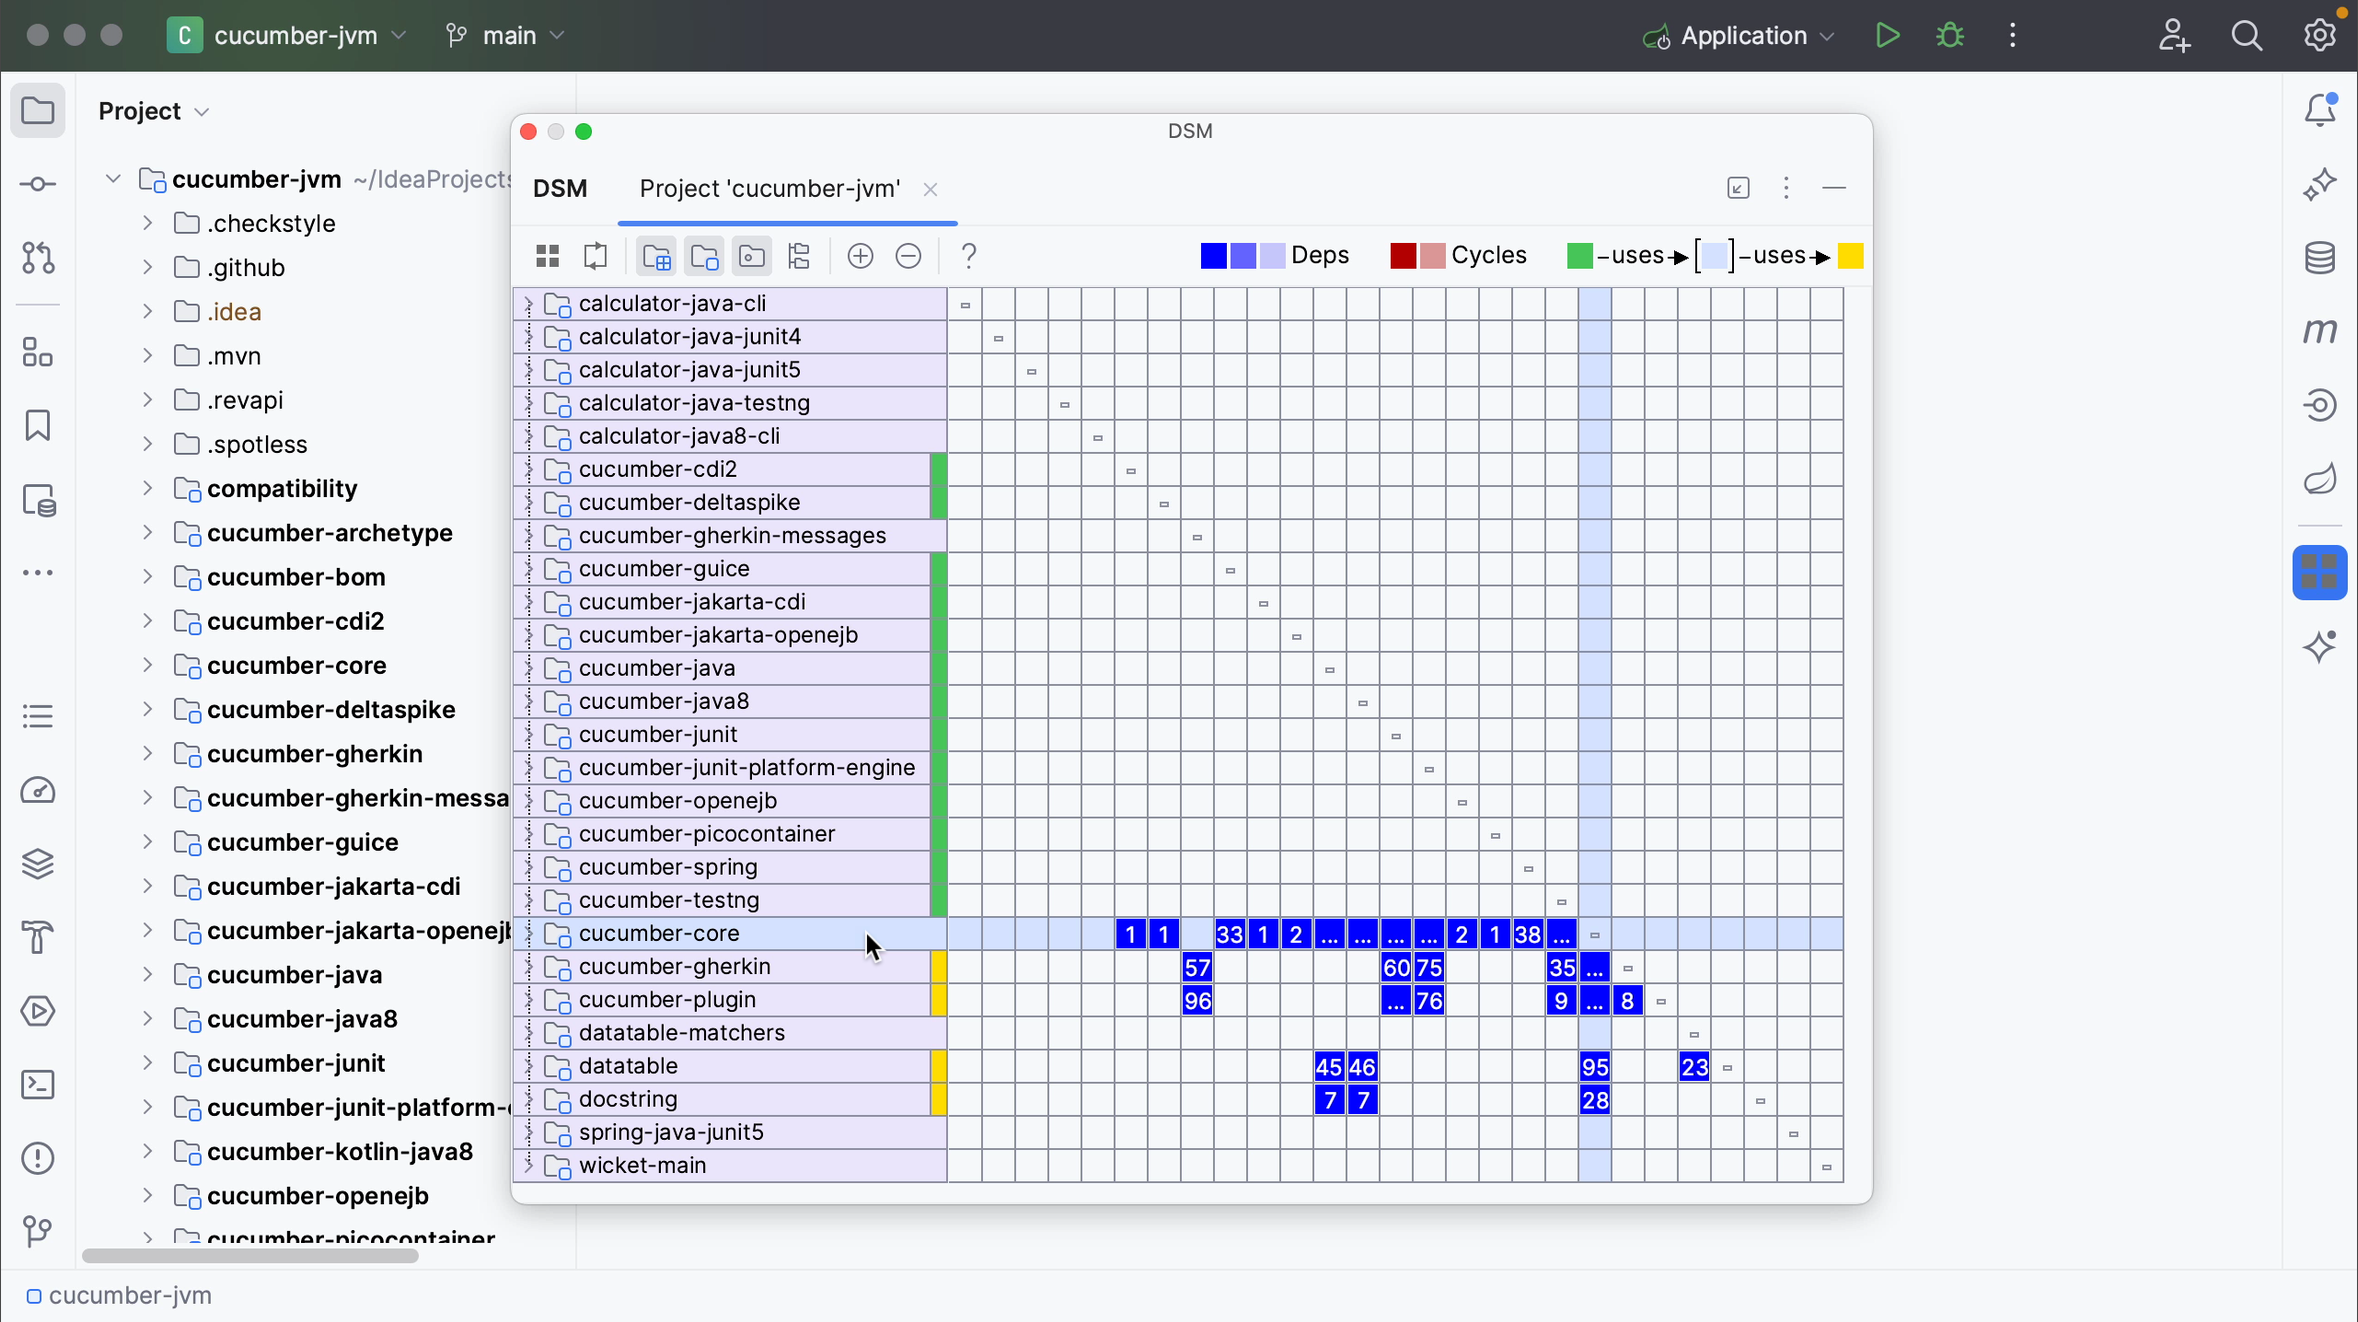 C cucumber-jvm main Application
Project
cucumber-jvm ~/IdeaProjects
.checkstyle
.github
.idea
.mvn
.revapi
.spotless
compatibility
cucumber-archetype
cucumber-bom
cucumber-cdi2
cucumber-core
cucumber-deltaspike
cucumber-gherkin
cucumber-gherkin-messa
cucumber-guice
cucumber-jakarta-cdi
cucumber-jakarta-openejb
cucumber-java
cucumber-java8
cucumber-junit
cucumber-junit-platform-
cucumber-kotlin-java8
cucumber-openejb
cucumber-picocontainer
DSM
DSM Project 'cucumber-jvm'
? Deps Cycles -uses [ ] -uses
calculator-java-cli
calculator-java-junit4
calculator-java-junit5
calculator-java-testng
calculator-java8-cli
cucumber-cdi2
cucumber-deltaspike
cucumber-gherkin-messages
cucumber-guice
cucumber-jakarta-cdi
cucumber-jakarta-openejb
cucumber-java
cucumber-java8
cucumber-junit
cucumber-junit-platform-engine
cucumber-openejb
cucumber-picocontainer
cucumber-spring
cucumber-testng
cucumber-core 1 1 33 1 2 ... ... ... ... 2 1 38 ...
cucumber-gherkin 57 60 75 35 ...
cucumber-plugin 96 ... 76 9 ... 8
datatable-matchers
datatable 45 46 95 23
docstring 7 7 28
spring-java-junit5
wicket-main
m
cucumber-jvm